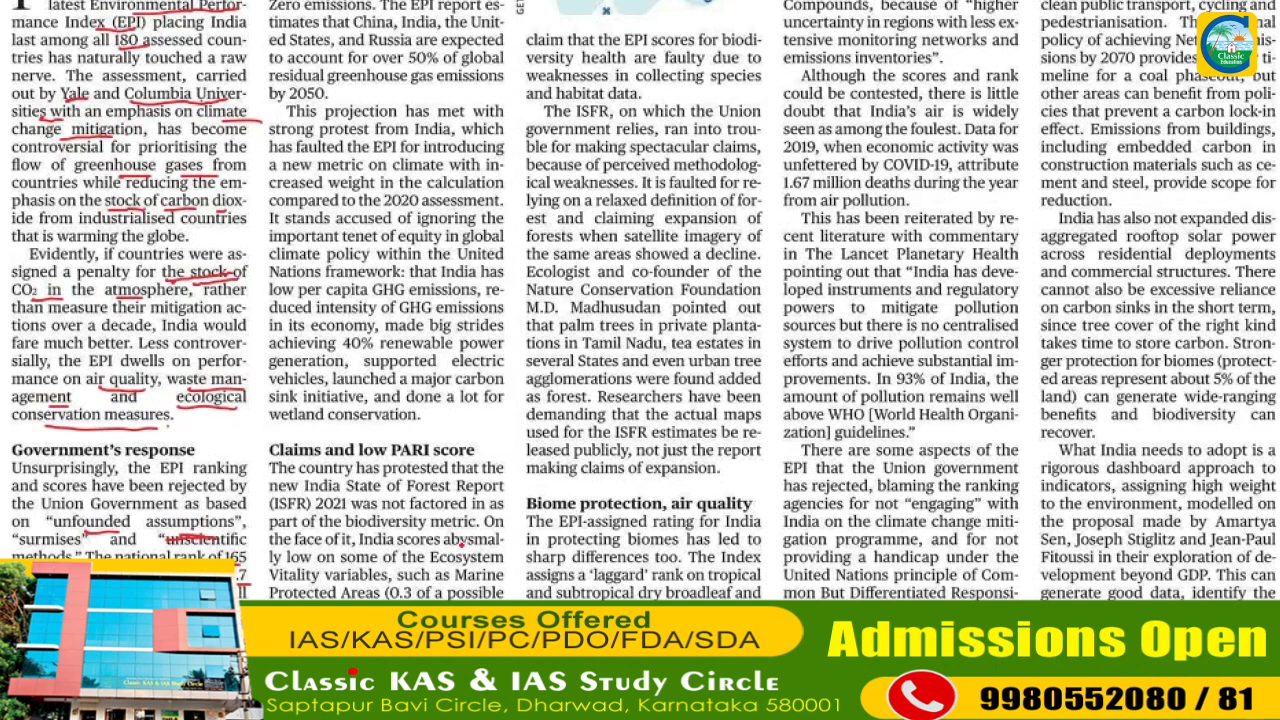 latest Environmental Perfor-
mance Index (EPI) placing India
last among all 180 assessed coun-
tries has naturally touched a raw
nerve. The assessment, carried
out by Yale and Columbia Univer-
sities with an emphasis on climate
change mitigation, has become
controversial for prioritising the
flow of greenhouse gases from
countries while reducing the em-
phasis on the stock of carbon diox-
ide from industrialised countries
that is warming the globe.
Evidently, if countries were as-
signed a penalty for the stock of
CO₂ in the atmosphere, rather
than measure their mitigation ac-
tions over a decade, India would
fare much better. Less controver-
sially, the EPI dwells on perfor-
mance on air quality, waste man-
agement and ecological
conservation measures.
Government's response
Unsurprisingly, the EPI ranking
and scores have been rejected by
the Union Government as based
on "unfounded assumptions",
"surmises" and "unscientific
methods." The national rank of 165
.7
Zero emissions. The EPI report es-
timates that China, India, the Unit-
ed States, and Russia are expected
to account for over 50% of global
residual greenhouse gas emissions
by 2050.
This projection has met with
strong protest from India, which
has faulted the EPI for introducing
a new metric on climate with in-
creased weight in the calculation
compared to the 2020 assessment.
It stands accused of ignoring the
important tenet of equity in global
climate policy within the United
Nations framework: that India has
low per capita GHG emissions, re-
duced intensity of GHG emissions
in its economy, made big strides
achieving 40% renewable power
generation, supported electric
vehicles, launched a major carbon
sink initiative, and done a lot for
wetland conservation.
Claims and low PARI score
The country has protested that the
new India State of Forest Report
(ISFR) 2021 was not factored in as
part of the biodiversity metric. On
the face of it, India scores abysmal-
ly low on some of the Ecosystem
Vitality variables, such as Marine
Protected Areas (0.3 of a possible
claim that the EPI scores for biodi-
versity health are faulty due to
weaknesses in collecting species
and habitat data.
The ISFR, on which the Union
government relies, ran into trou-
ble for making spectacular claims,
because of perceived methodolog-
ical weaknesses. It is faulted for re-
lying on a relaxed definition of for-
est and claiming expansion of
forests when satellite imagery of
the same areas showed a decline.
Ecologist and co-founder of the
Nature Conservation Foundation
M.D. Madhusudan pointed out
that palm trees in private planta-
tions in Tamil Nadu, tea estates in
several States and even urban tree
agglomerations were found added
as forest. Researchers have been
demanding that the actual maps
used for the ISFR estimates be re-
leased publicly, not just the report
making claims of expansion.
Biome protection, air quality
The EPI-assigned rating for India
in protecting biomes has led to
sharp differences too. The Index
assigns a 'laggard' rank on tropical
and subtropical dry broadleaf and
Compounds, because of "higher
uncertainty in regions with less ex-
tensive monitoring networks and
emissions inventories".
Although the scores and rank
could be contested, there is little
doubt that India's air is widely
seen as among the foulest. Data for
2019, when economic activity was
unfettered by COVID-19, attribute
1.67 million deaths during the year
from air pollution.
This has been reiterated by re-
cent literature with commentary
in The Lancet Planetary Health
pointing out that "India has deve-
loped instruments and regulatory
powers to mitigate pollution
sources but there is no centralised
system to drive pollution control
efforts and achieve substantial im-
provements. In 93% of India, the
amount of pollution remains well
above WHO [World Health Organi-
zation] guidelines."
There are some aspects of the
EPI that the Union government
has rejected, blaming the ranking
agencies for not "engaging" with
India on the climate change miti-
gation programme, and for not
providing a handicap under the
United Nations principle of Com-
mon But Differentiated Responsi-
clean public transport, cycling and
pedestrianisation.
policy of achieving
sions by 2070 provides
meline for a coal phaseout, but
other areas can benefit from poli-
cies that prevent a carbon lock-in
effect. Emissions from buildings,
including embedded carbon in
construction materials such as ce-
ment and steel, provide scope for
reduction.
India has also not expanded dis-
aggregated rooftop solar power
across residential deployments
and commercial structures. There
cannot also be excessive reliance
on carbon sinks in the short term,
since tree cover of the right kind
takes time to store carbon. Stron-
ger protection for biomes (protect-
ed areas represent about 5% of the
land) can generate wide-ranging
benefits and biodiversity can
recover.
What India needs to adopt is a
rigorous dashboard approach to
indicators, assigning high weight
to the environment, modelled on
the proposal made by Amartya
Sen, Joseph Stiglitz and Jean-Paul
Fitoussi in their exploration of de-
velopment beyond GDP. This can
generate good data, identify the
Classic
Education
Courses Offered
IAS/KAS/PSI/PC/PDO/FDA/SDA
Classic KAS & IAS Study Circle
Saptapur Bavi Circle, Dharwad, Karnataka 580001
Admissions Open
9980552080 / 81